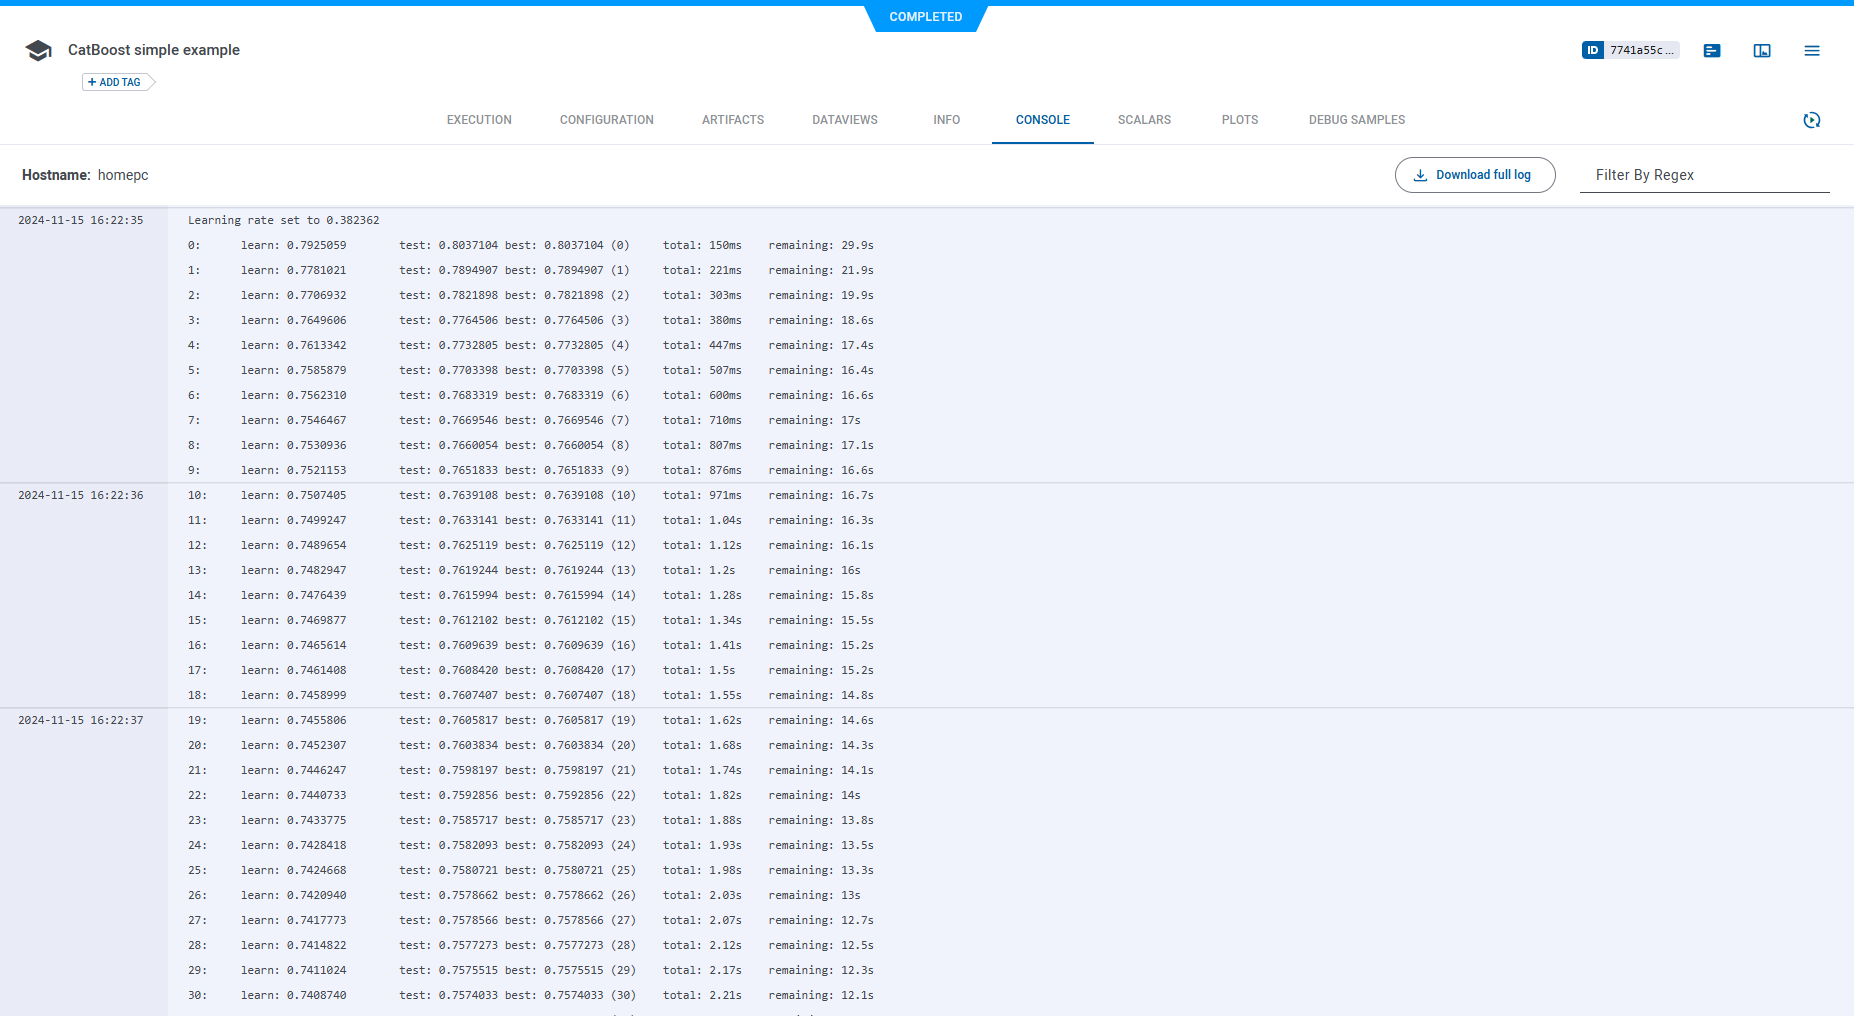 COMPLETED
CatBoost simple example
ID 7741a55c ...
+ ADD TAG
EXECUTION CONFIGURATION ARTIFACTS DATAVIEWS INFO CONSOLE SCALARS PLOTS DEBUG SAMPLES
Hostname: homepc Download full log Filter By Regex
2024-11-15 16:22:35 Learning rate set to 0.382362
0: learn: 0.7925059 test: 0.8037104 best: 0.8037104 (0) total: 150ms remaining: 29.9s
1: learn: 0.7781021 test: 0.7894907 best: 0.7894907 (1) total: 221ms remaining: 21.9s
2: learn: 0.7706932 test: 0.7821898 best: 0.7821898 (2) total: 303ms remaining: 19.9s
3: learn: 0.7649606 test: 0.7764506 best: 0.7764506 (3) total: 380ms remaining: 18.6s
4: learn: 0.7613342 test: 0.7732805 best: 0.7732805 (4) total: 447ms remaining: 17.4s
5: learn: 0.7585879 test: 0.7703398 best: 0.7703398 (5) total: 507ms remaining: 16.4s
6: learn: 0.7562310 test: 0.7683319 best: 0.7683319 (6) total: 600ms remaining: 16.6s
7: learn: 0.7546467 test: 0.7669546 best: 0.7669546 (7) total: 710ms remaining: 17s
8: learn: 0.7530936 test: 0.7660054 best: 0.7660054 (8) total: 807ms remaining: 17.1s
9: learn: 0.7521153 test: 0.7651833 best: 0.7651833 (9) total: 876ms remaining: 16.6s
2024-11-15 16:22:36 10: learn: 0.7507405 test: 0.7639108 best: 0.7639108 (10) total: 971ms remaining: 16.7s
11: learn: 0.7499247 test: 0.7633141 best: 0.7633141 (11) total: 1.04s remaining: 16.3s
12: learn: 0.7489654 test: 0.7625119 best: 0.7625119 (12) total: 1.12s remaining: 16.1s
13: learn: 0.7482947 test: 0.7619244 best: 0.7619244 (13) total: 1.2s remaining: 16s
14: learn: 0.7476439 test: 0.7615994 best: 0.7615994 (14) total: 1.28s remaining: 15.8s
15: learn: 0.7469877 test: 0.7612102 best: 0.7612102 (15) total: 1.34s remaining: 15.5s
16: learn: 0.7465614 test: 0.7609639 best: 0.7609639 (16) total: 1.41s remaining: 15.2s
17: learn: 0.7461408 test: 0.7608420 best: 0.7608420 (17) total: 1.5s remaining: 15.2s
18: learn: 0.7458999 test: 0.7607407 best: 0.7607407 (18) total: 1.55s remaining: 14.8s
2024-11-15 16:22:37 19: learn: 0.7455806 test: 0.7605817 best: 0.7605817 (19) total: 1.62s remaining: 14.6s
20: learn: 0.7452307 test: 0.7603834 best: 0.7603834 (20) total: 1.68s remaining: 14.3s
21: learn: 0.7446247 test: 0.7598197 best: 0.7598197 (21) total: 1.74s remaining: 14.1s
22: learn: 0.7440733 test: 0.7592856 best: 0.7592856 (22) total: 1.82s remaining: 14s
23: learn: 0.7433775 test: 0.7585717 best: 0.7585717 (23) total: 1.88s remaining: 13.8s
24: learn: 0.7428418 test: 0.7582093 best: 0.7582093 (24) total: 1.93s remaining: 13.5s
25: learn: 0.7424668 test: 0.7580721 best: 0.7580721 (25) total: 1.98s remaining: 13.3s
26: learn: 0.7420940 test: 0.7578662 best: 0.7578662 (26) total: 2.03s remaining: 13s
27: learn: 0.7417773 test: 0.7578566 best: 0.7578566 (27) total: 2.07s remaining: 12.7s
28: learn: 0.7414822 test: 0.7577273 best: 0.7577273 (28) total: 2.12s remaining: 12.5s
29: learn: 0.7411024 test: 0.7575515 best: 0.7575515 (29) total: 2.17s remaining: 12.3s
30: learn: 0.7408740 test: 0.7574033 best: 0.7574033 (30) total: 2.21s remaining: 12.1s